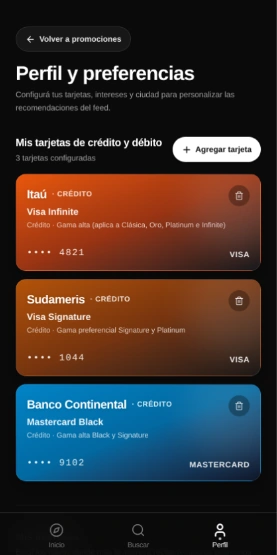 Volver a promociones
Perfil y preferencias
Configurá tus tarjetas, intereses y ciudad para personalizar las
recomendaciones del feed.
Mis tarjetas de crédito y débito
3 tarjetas configuradas
+ Agregar tarjeta
Itaú · CRÉDITO
Visa Infinite
Crédito · Gama alta (aplica a Clásica, Oro, Platinum e Infinite)
•••• 4821
VISA
Sudameris · CRÉDITO
Visa Signature
Crédito · Gama preferencial Signature y Platinum
•••• 1044
VISA
Banco Continental · CRÉDITO
Mastercard Black
Crédito · Gama alta Black y Signature
•••• 9102
MASTERCARD
Inicio
Buscar
Perfil